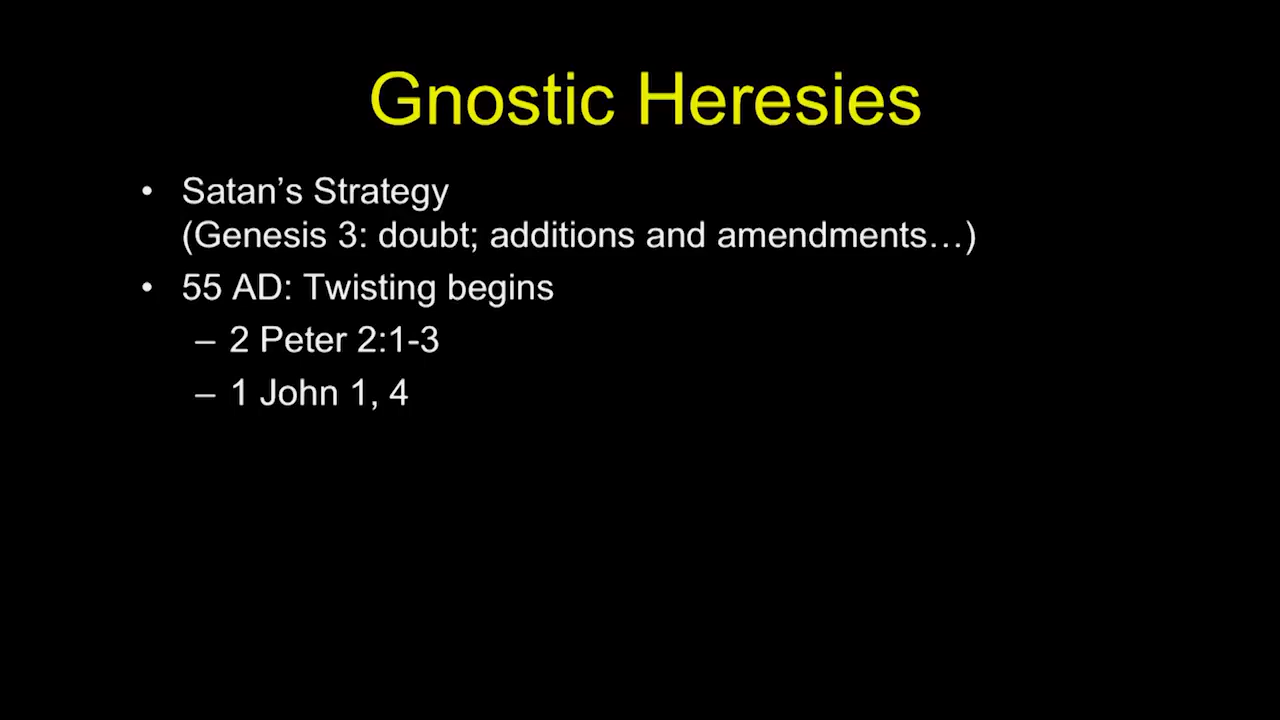 Gnostic Heresies
• Satan’s Strategy
(Genesis 3: doubt; additions and amendments…)
• 55 AD: Twisting begins
– 2 Peter 2:1-3
– 1 John 1, 4